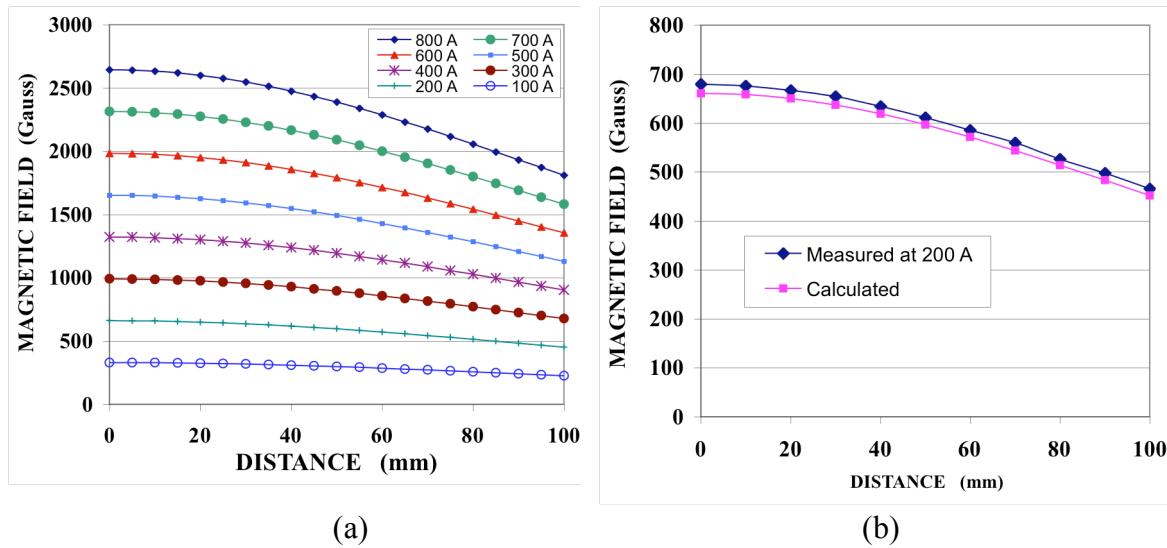 3000
2500
2000
1500
1000
500
0
MAGNETIC FIELD (Gauss)
800 A 700 A
600 A 500 A
400 A 300 A
200 A 100 A
0 20 40 60 80 100
DISTANCE (mm)
(a)
800
700
600
500
400
300
200
100
0
MAGNETIC FIELD (Gauss)
Measured at 200 A
Calculated
0 20 40 60 80 100
DISTANCE (mm)
(b)